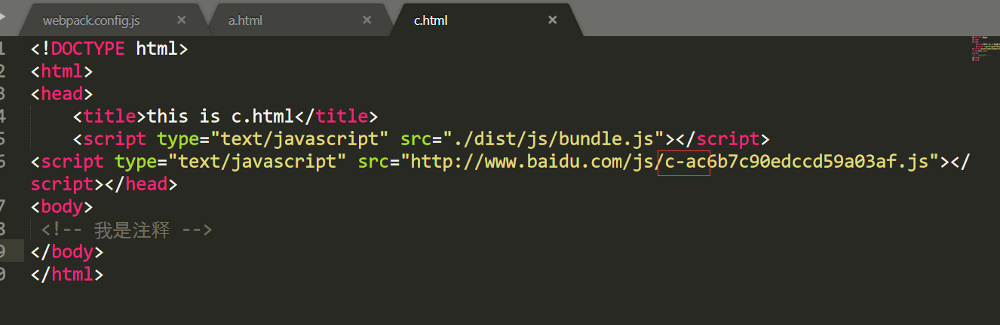 webpack.config.js × a.html × c.html ×
1 <!DOCTYPE html>
2 <html>
3 <head>
4 <title>this is c.html</title>
5 <script type="text/javascript" src="./dist/js/bundle.js"></script>
6 <script type="text/javascript" src="http://www.baidu.com/js/c-ac6b7c90edccd59a03af.js"></
script></head>
7 <body>
8 <!-- 我是注释 -->
9 </body>
0 </html>